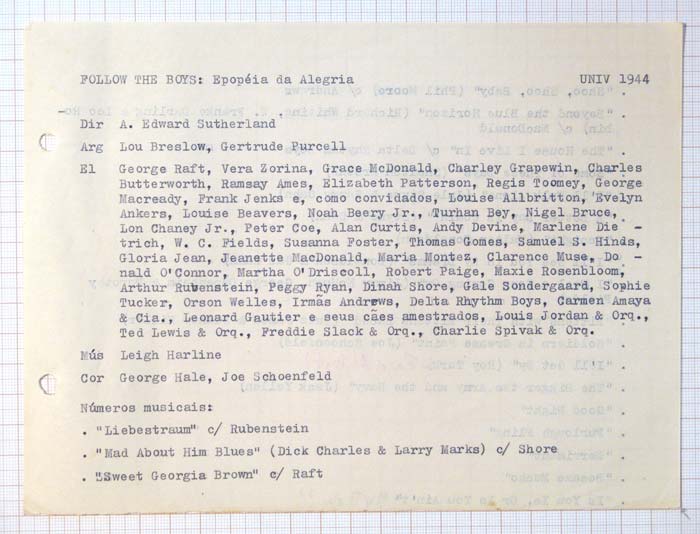 FOLLOW THE BOYS: Epopéia da Alegria UNIV 1944
Dir A. Edward Sutherland
Arg Lou Breslow, Gertrude Purcell
El George Raft, Vera Zorina, Grace McDonald, Charley Grapewin, Charles
Butterworth, Ramsay Ames, Elizabeth Patterson, Regis Toomey, George
Macready, Frank Jenks e, como convidados, Louise Allbritton, Evelyn
Ankers, Louise Beavers, Noah Beery Jr., Turhan Bey, Nigel Bruce,
Lon Chaney Jr., Peter Coe, Alan Curtis, Andy Devine, Marlene Die -
trich, W. C. Fields, Susanna Foster, Thomas Gomes, Samuel S. Hinds,
Gloria Jean, Jeanette MacDonald, Maria Montez, Clarence Muse, Do -
nald O'Connor, Martha O'Driscoll, Robert Paige, Maxie Rosenbloom,
Arthur Rubenstein, Peggy Ryan, Dinah Shore, Gale Sondergaard, Sophie
Tucker, Orson Welles, Irmãs Andrews, Delta Rhythm Boys, Carmen Amaya
& Cia., Leonard Gautier e seus cães amestrados, Louis Jordan & Orq.,
Ted Lewis & Orq., Freddie Slack & Orq., Charlie Spivak & Orq.
Mús Leigh Harline
Cor George Hale, Joe Schoenfeld
Números musicais:
. "Liebestraum" c/ Rubenstein
. "Mad About Him Blues" (Dick Charles & Larry Marks) c/ Shore
. "Sweet Georgia Brown" c/ Raft